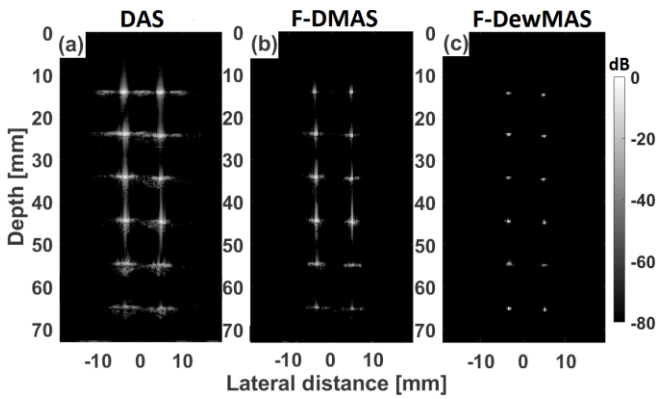 DAS F-DMAS F-DewMAS
(a) (b) (c)
dB
0 0 0 0
10 10 10
20 20 20 -20
30 30 30
40 40 40 -40
50 50 50
60 60 60 -60
70 70 70 -80
Depth [mm]
-10 0 10 -10 0 10 -10 0 10
Lateral distance [mm]